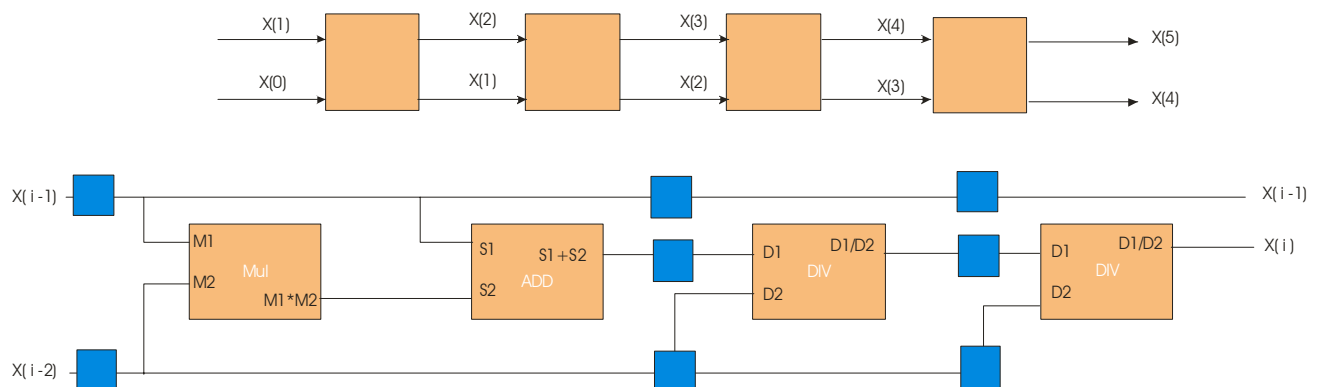 X(1) X(2) X(3) X(4) X(5)
X(0) X(1) X(2) X(3) X(4)
X( i -1) X( i -1)
M1 S1 S1 +S2 D1 D1/D2 D1 D1/D2 X( i )
Mul ADD DIV DIV
M2 M1*M2 S2 D2 D2
X( i -2)